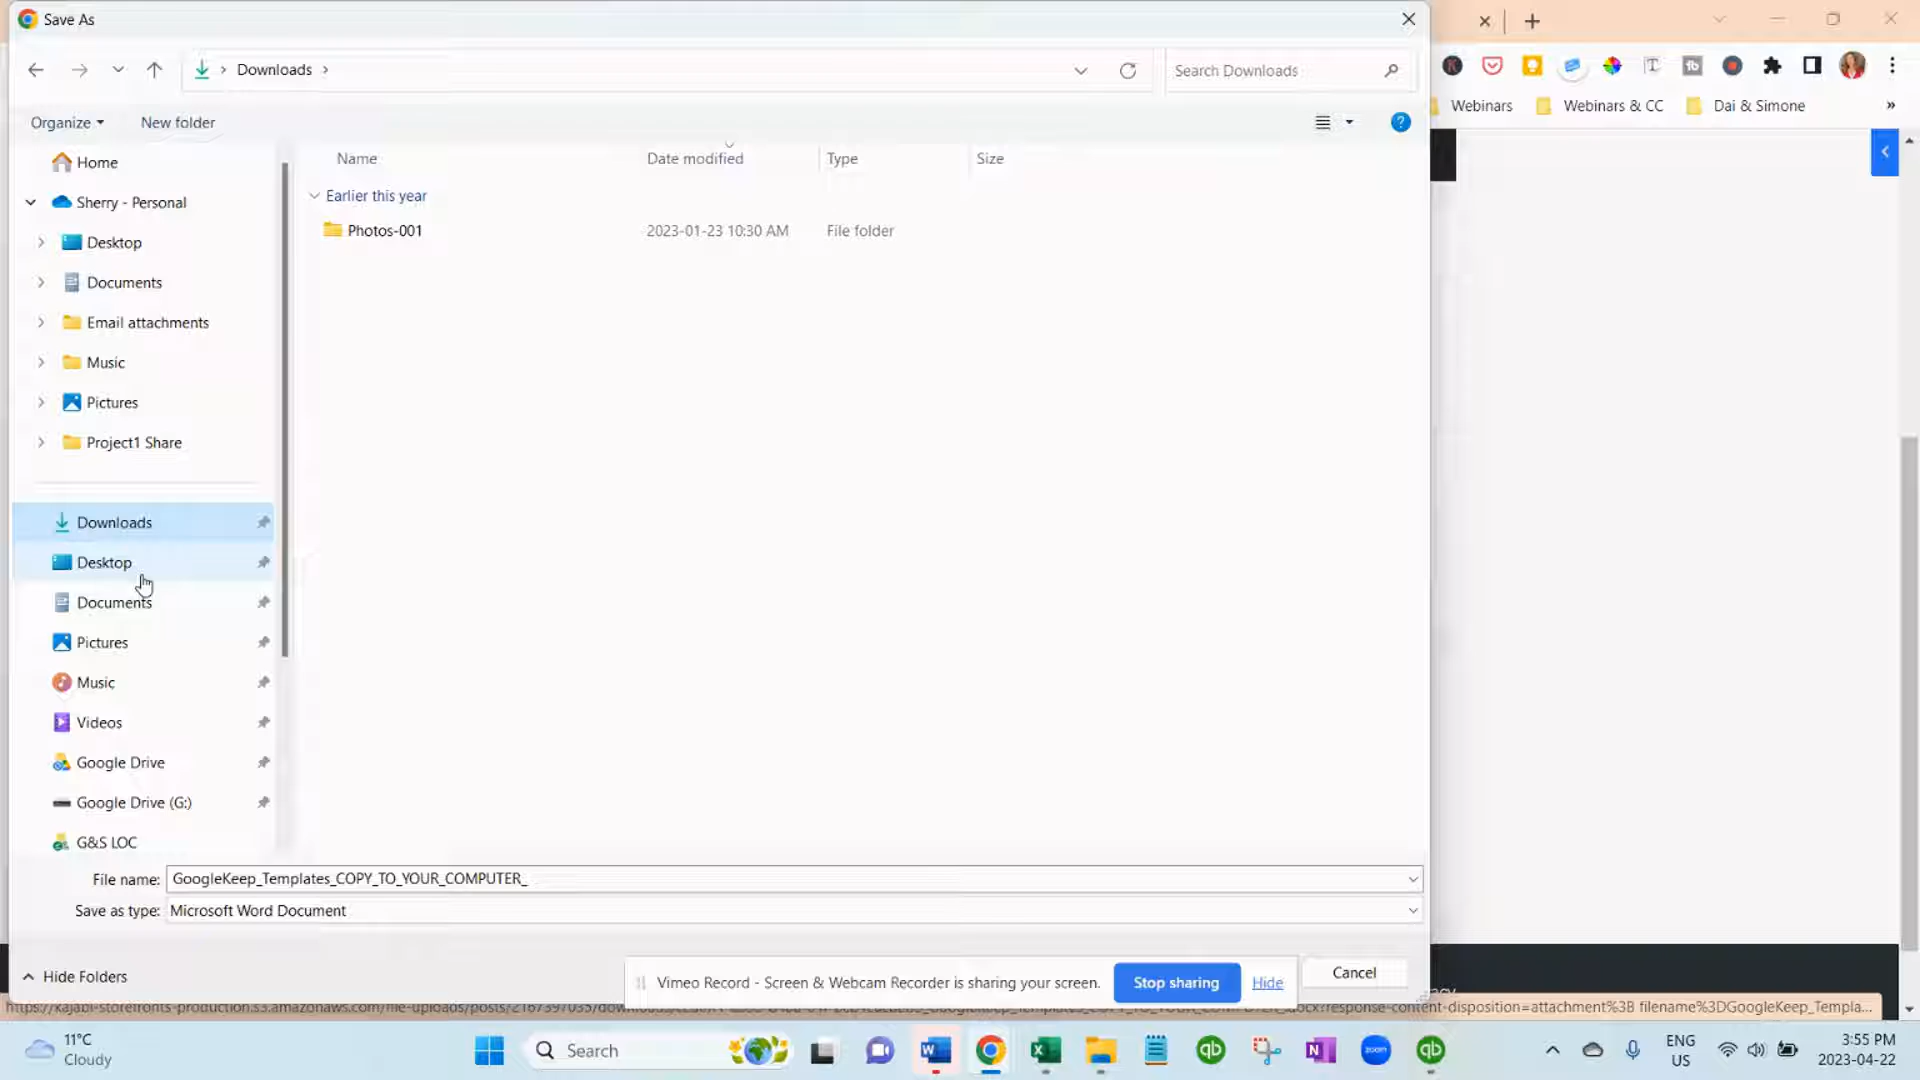 Save As
Downloads
Search Downloads
Webinars
Webinars & CC
Dai & Simone
»
Organize
New folder
?
Home
Sherry - Personal
Desktop
Documents
Email attachments
Music
Pictures
Project1 Share
Downloads
Desktop
Documents
Pictures
Music
Videos
Google Drive
Google Drive (G:)
G&S LOC
Name
Date modified
Type
Size
Earlier this year
Photos-001
2023-01-23 10:30 AM
File folder
File name: GoogleKeep_Templates_COPY_TO_YOUR_COMPUTER_
Save as type: Microsoft Word Document
Hide Folders
Vimeo Record - Screen & Webcam Recorder is sharing your screen.
Stop sharing
Hide
Cancel
11°C
Cloudy
Search
zoom
ENG
US
3:55 PM
2023-04-22